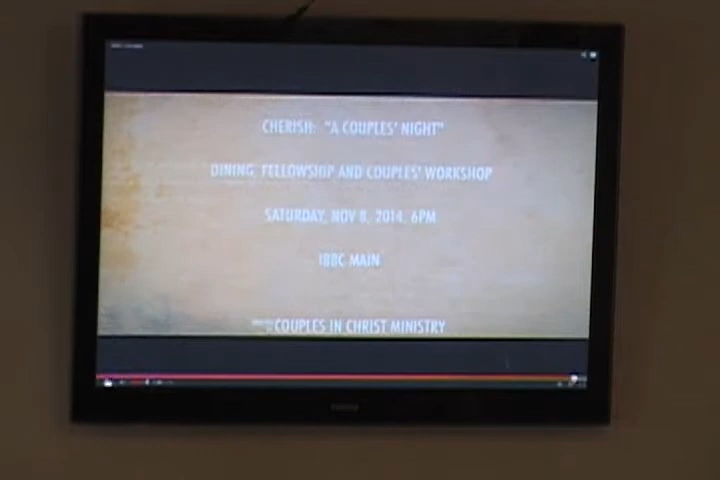 CHERISH: "A COUPLES' NIGHT"
DINING, FELLOWSHIP AND COUPLES' WORKSHOP
SATURDAY, NOV 8, 2014, 6PM
IBBC MAIN
COUPLES IN CHRIST MINISTRY